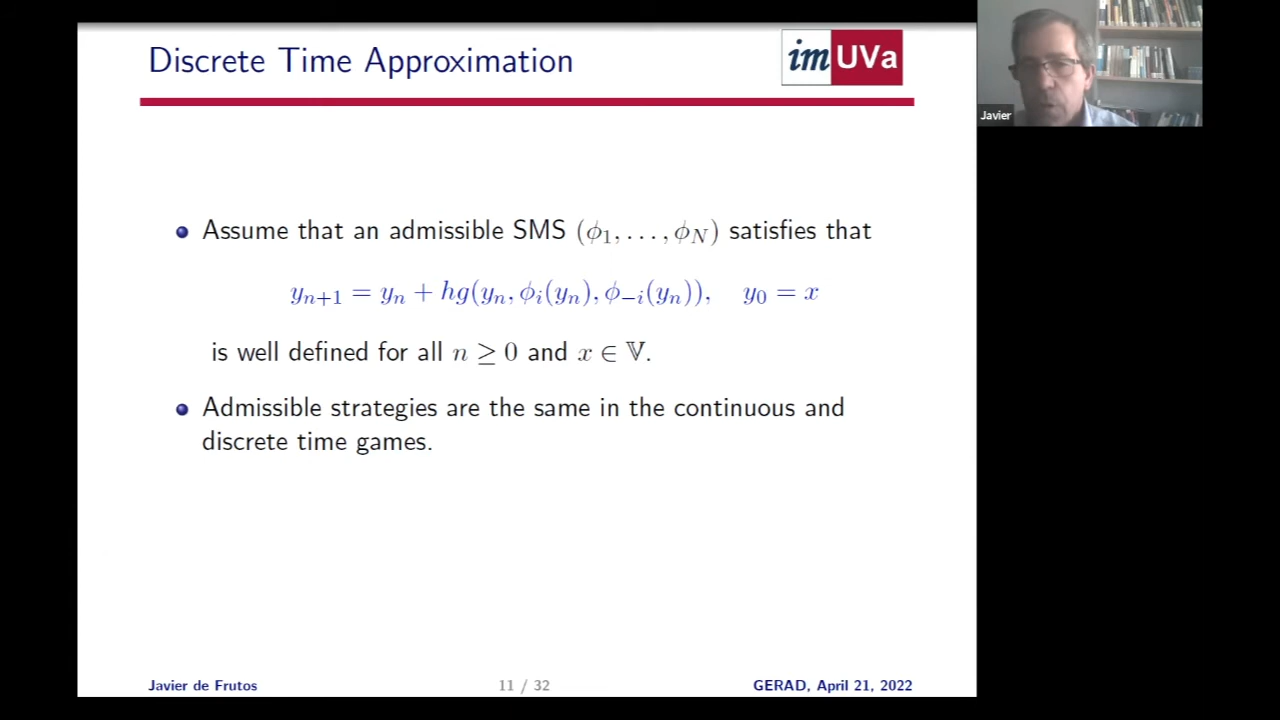 Discrete Time Approximation
imUVa
Javier
Assume that an admissible SMS (ϕ₁, . . . , ϕ_N) satisfies that
yₙ₊₁ = yₙ + hg(yₙ, ϕᵢ(yₙ), ϕ₋ᵢ(yₙ)), y₀ = x
is well defined for all n ≥ 0 and x ∈ 𝕍.
Admissible strategies are the same in the continuous and
discrete time games.
Javier de Frutos
11 / 32
GERAD, April 21, 2022